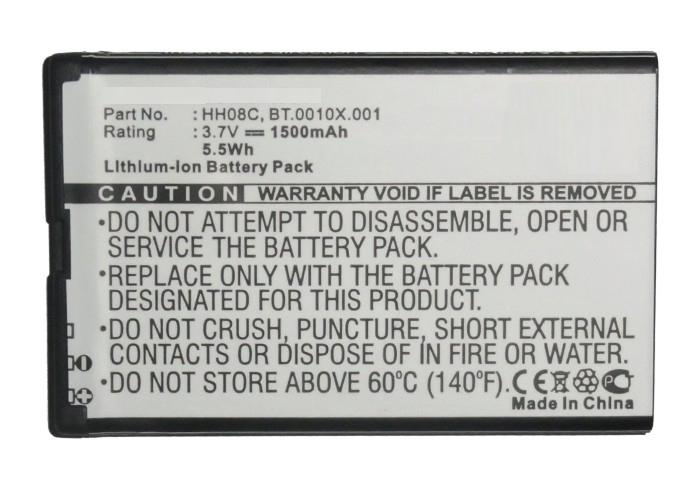 Part No. : HH08C, BT.0010X.001
Rating : 3.7V ⎓ 1500mAh
5.5Wh
Lithium-Ion Battery Pack
CAUTION WARRANTY VOID IF LABEL IS REMOVED
•DO NOT ATTEMPT TO DISASSEMBLE, OPEN OR
SERVICE THE BATTERY PACK.
•REPLACE ONLY WITH THE BATTERY PACK
DESIGNATED FOR THIS PRODUCT.
•DO NOT CRUSH, PUNCTURE, SHORT EXTERNAL
CONTACTS OR DISPOSE OF IN FIRE OR WATER.
•DO NOT STORE ABOVE 60°C (140°F). CE
Made In China